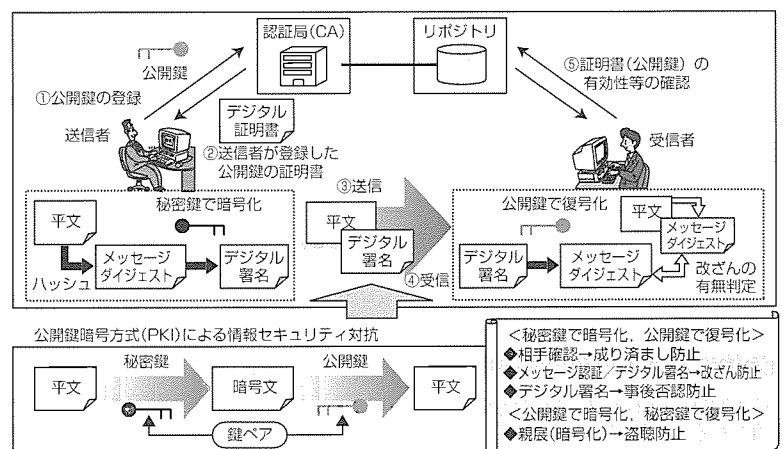 認証局(CA)
リポジトリ
公開鍵
①公開鍵の登録
送信者
デジタル
証明書
②送信者が登録した
公開鍵の証明書
⑤証明書(公開鍵)の
有効性等の確認
受信者
秘密鍵で暗号化
平文
ハッシュ
メッセージ
ダイジェスト
デジタル
署名
③送信
平文
デジタル
署名
④受信
公開鍵で復号化
平文
メッセージ
ダイジェスト
デジタル
署名
メッセージ
ダイジェスト
改ざんの
有無判定
公開鍵暗号方式(PKI)による情報セキュリティ対抗
秘密鍵
公開鍵
平文
暗号文
平文
鍵ペア
<秘密鍵で暗号化，公開鍵で復号化>
◆相手確認→成り済まし防止
◆メッセージ認証/デジタル署名→改ざん防止
◆デジタル署名→事後否認防止
<公開鍵で暗号化，秘密鍵で復号化>
◆親展(暗号化)→盗聴防止